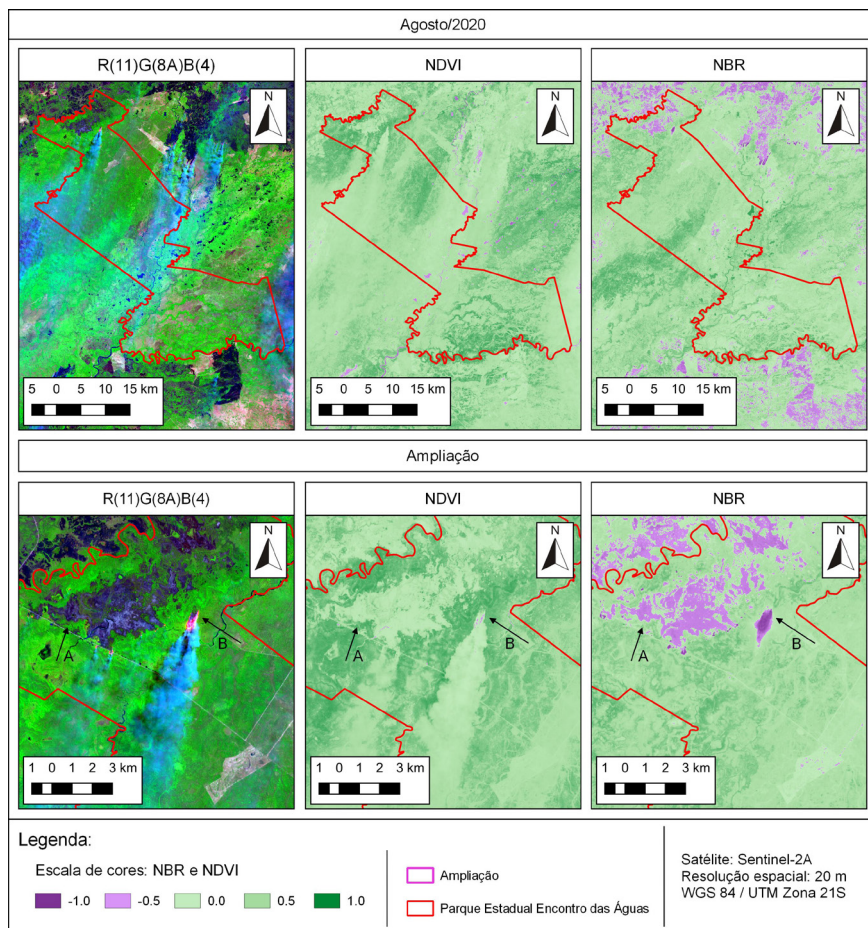 Agosto/2020
R(11)G(8A)B(4)
NDVI
NBR
N
N
N
5 0 5 10 15 km
5 0 5 10 15 km
5 0 5 10 15 km
Ampliação
R(11)G(8A)B(4)
NDVI
NBR
N
N
N
A
B
A
B
A
B
1 0 1 2 3 km
1 0 1 2 3 km
1 0 1 2 3 km
Legenda:
Escala de cores: NBR e NDVI
-1.0 -0.5 0.0 0.5 1.0
Ampliação
Parque Estadual Encontro das Águas
Satélite: Sentinel-2A
Resolução espacial: 20 m
WGS 84 / UTM Zona 21S